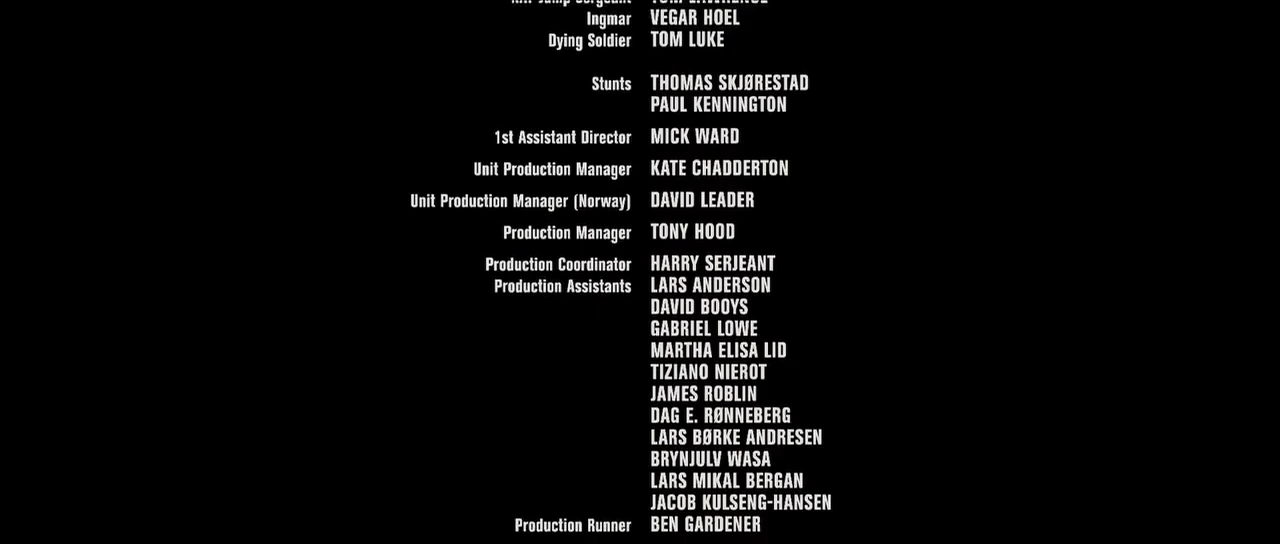 Ingmar VEGAR HOEL
Dying Soldier TOM LUKE
Stunts THOMAS SKJØRESTAD
PAUL KENNINGTON
1st Assistant Director MICK WARD
Unit Production Manager KATE CHADDERTON
Unit Production Manager (Norway) DAVID LEADER
Production Manager TONY HOOD
Production Coordinator HARRY SERJEANT
Production Assistants LARS ANDERSON
DAVID BOOYS
GABRIEL LOWE
MARTHA ELISA LID
TIZIANO NIEROT
JAMES ROBLIN
DAG E. RØNNEBERG
LARS BØRKE ANDRESEN
BRYNJULV WASA
LARS MIKAL BERGAN
JACOB KULSENG-HANSEN
Production Runner BEN GARDENER